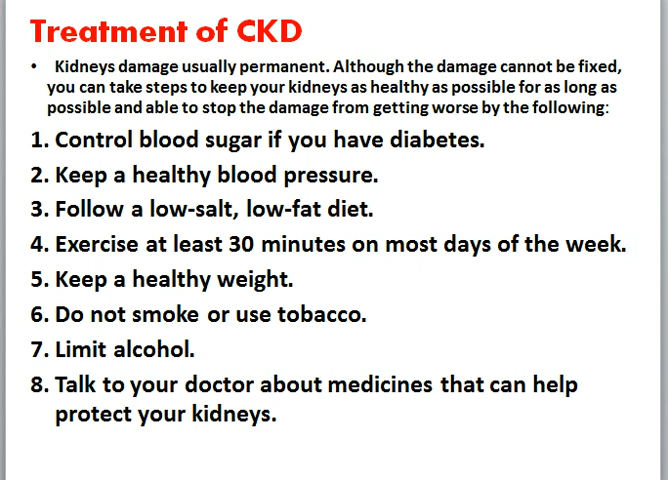 Treatment of CKD
• Kidneys damage usually permanent. Although the damage cannot be fixed,
you can take steps to keep your kidneys as healthy as possible for as long as
possible and able to stop the damage from getting worse by the following:
1. Control blood sugar if you have diabetes.
2. Keep a healthy blood pressure.
3. Follow a low-salt, low-fat diet.
4. Exercise at least 30 minutes on most days of the week.
5. Keep a healthy weight.
6. Do not smoke or use tobacco.
7. Limit alcohol.
8. Talk to your doctor about medicines that can help
protect your kidneys.